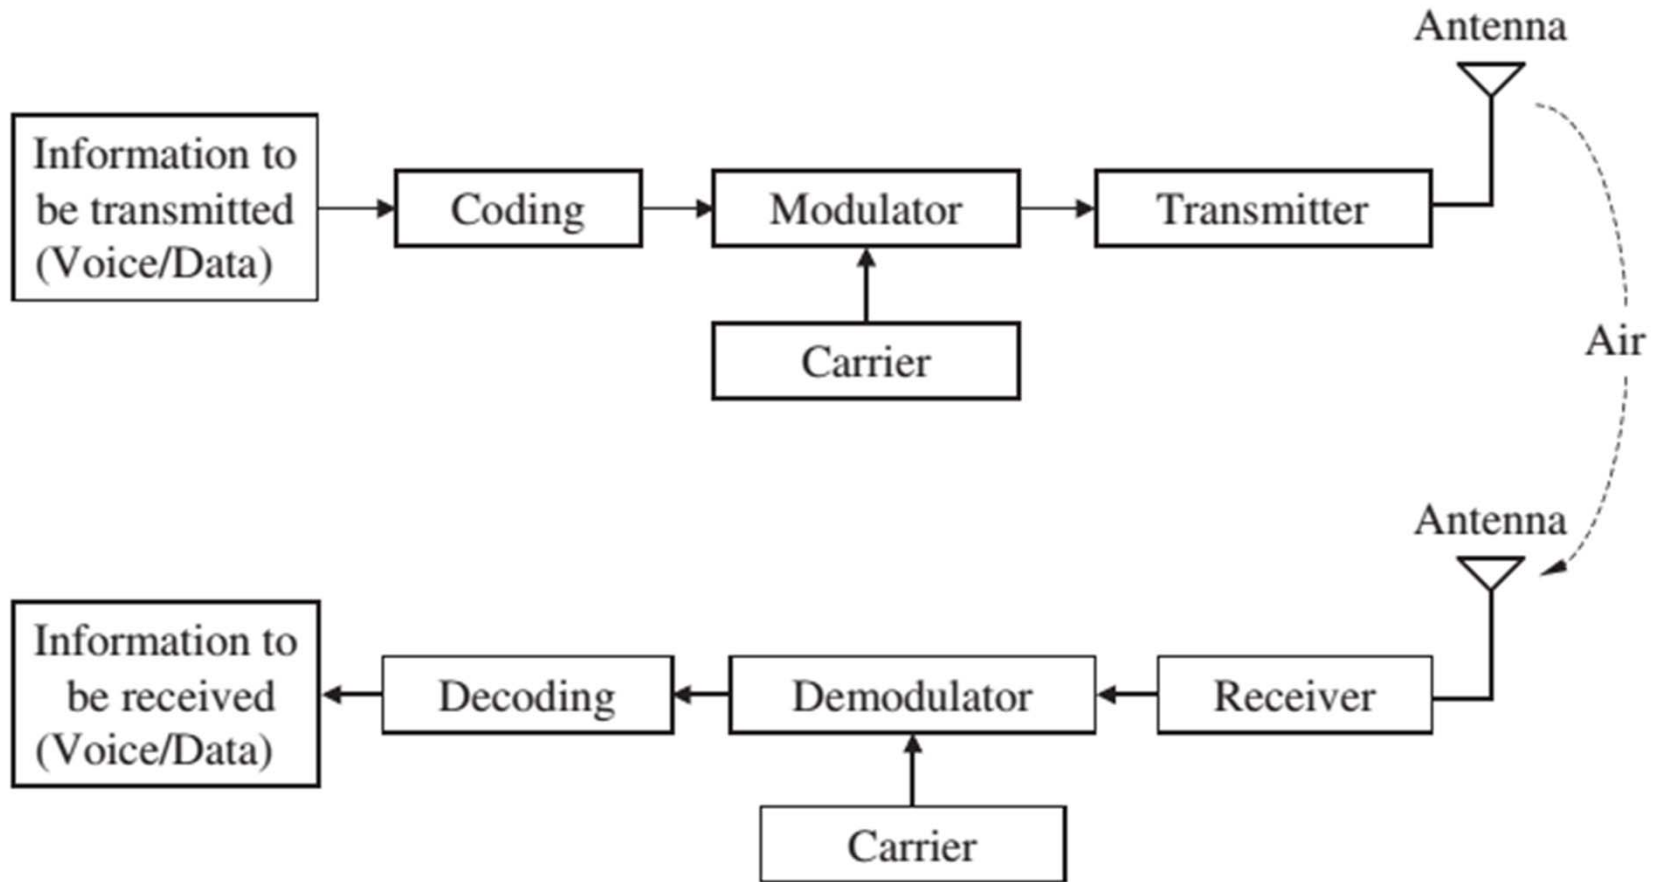 Antenna
Information to
be transmitted
(Voice/Data)
Coding
Modulator
Transmitter
Carrier
Air
Antenna
Information to
be received
(Voice/Data)
Decoding
Demodulator
Receiver
Carrier